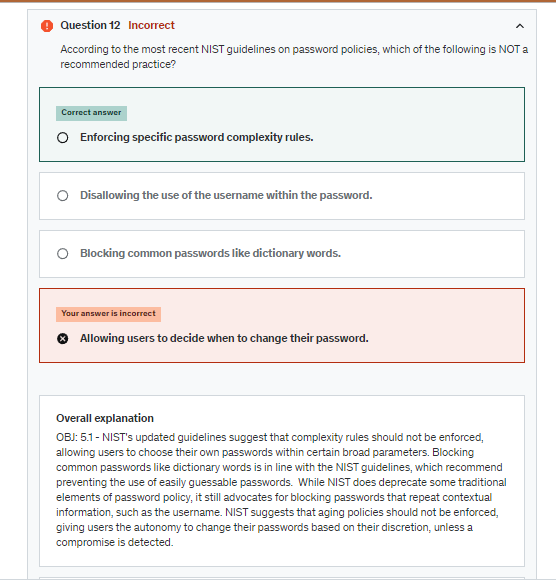 Question 12 Incorrect
According to the most recent NIST guidelines on password policies, which of the following is NOT a
recommended practice?
Correct answer
Enforcing specific password complexity rules.
Disallowing the use of the username within the password.
Blocking common passwords like dictionary words.
Your answer is incorrect
Allowing users to decide when to change their password.
Overall explanation
OBJ: 5.1 - NIST's updated guidelines suggest that complexity rules should not be enforced,
allowing users to choose their own passwords within certain broad parameters. Blocking
common passwords like dictionary words is in line with the NIST guidelines, which recommend
preventing the use of easily guessable passwords.  While NIST does deprecate some traditional
elements of password policy, it still advocates for blocking passwords that repeat contextual
information, such as the username. NIST suggests that aging policies should not be enforced,
giving users the autonomy to change their passwords based on their discretion, unless a
compromise is detected.